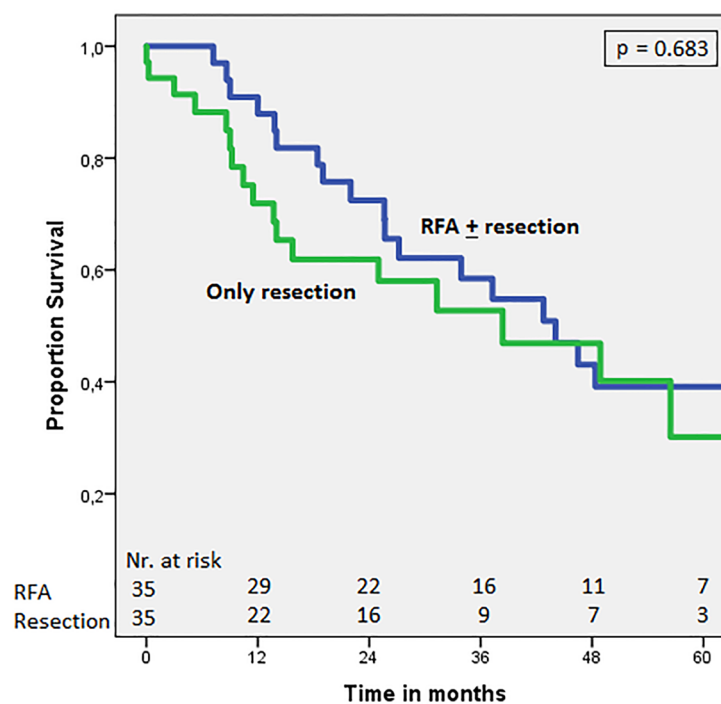 p = 0.683
1,0
0,8
0,6
0,4
0,2
Proportion Survival
RFA ± resection
Only resection
Nr. at risk
RFA 35 29 22 16 11 7
Resection 35 22 16 9 7 3
0 12 24 36 48 60
Time in months